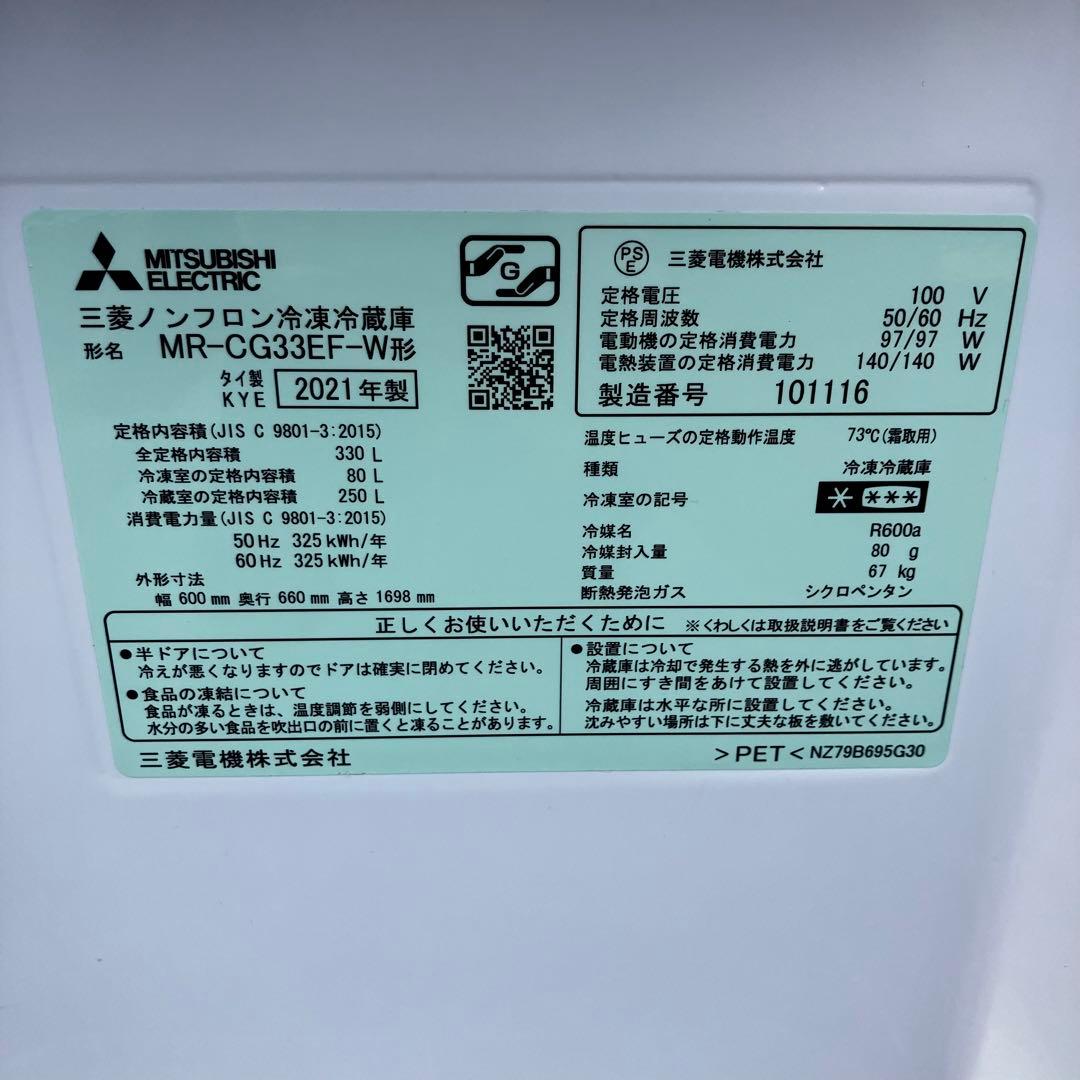 MITSUBISHI
ELECTRIC
三菱ノンフロン冷凍冷蔵庫
形名 MR-CG33EF-W形
タイ製
KYE
2021年製
G
定格内容積(JIS C 9801-3:2015)
全定格内容積 330 L
冷凍室の定格内容積 80 L
冷蔵室の定格内容積 250 L
消費電力量(JIS C 9801-3:2015)
50 Hz 325 kWh/年
60 Hz 325 kWh/年
外形寸法
幅 600 mm 奥行 660 mm 高さ 1698 mm
PS
E
三菱電機株式会社
定格電圧 100 V
定格周波数 50/60 Hz
電動機の定格消費電力 97/97 W
電熱装置の定格消費電力 140/140 W
製造番号 101116
温度ヒューズの定格動作温度 73℃(霜取用)
種類 冷凍冷蔵庫
冷凍室の記号 * ***
冷媒名 R600a
冷媒封入量 80 g
質量 67 kg
断熱発泡ガス シクロペンタン
正しくお使いいただくために ※くわしくは取扱説明書をご覧ください
●半ドアについて
冷えが悪くなりますのでドアは確実に閉めてください。
●食品の凍結について
食品が凍るときは、温度調節を弱側にしてください。
水分の多い食品を吹出口の前に置くと凍ることがあります。
●設置について
冷蔵庫は冷却で発生する熱を外に逃がしています。
周囲にすき間をあけて設置してください。
冷蔵庫は水平な所に設置してください。
沈みやすい場所は下に丈夫な板を敷いてください。
三菱電機株式会社
>PET< NZ79B695G30